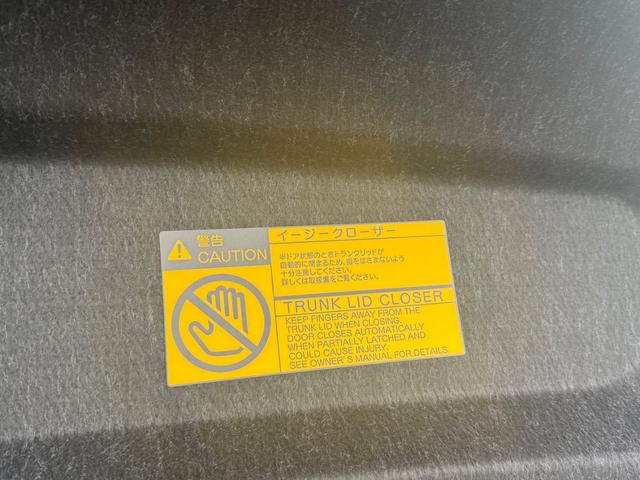 警告
CAUTION
イージークローザー
半ドア状態のときトランクリッドが
自動的に閉まるため、指をはさまないよう
十分注意してください。
詳しくは取扱書をご覧ください。
TRUNK LID CLOSER
KEEP FINGERS AWAY FROM THE
TRUNK LID WHEN CLOSING.
DOOR CLOSES AUTOMATICALLY
WHEN PARTIALLY LATCHED AND
COULD CAUSE INJURY.
SEE OWNER'S MANUAL FOR DETAILS.